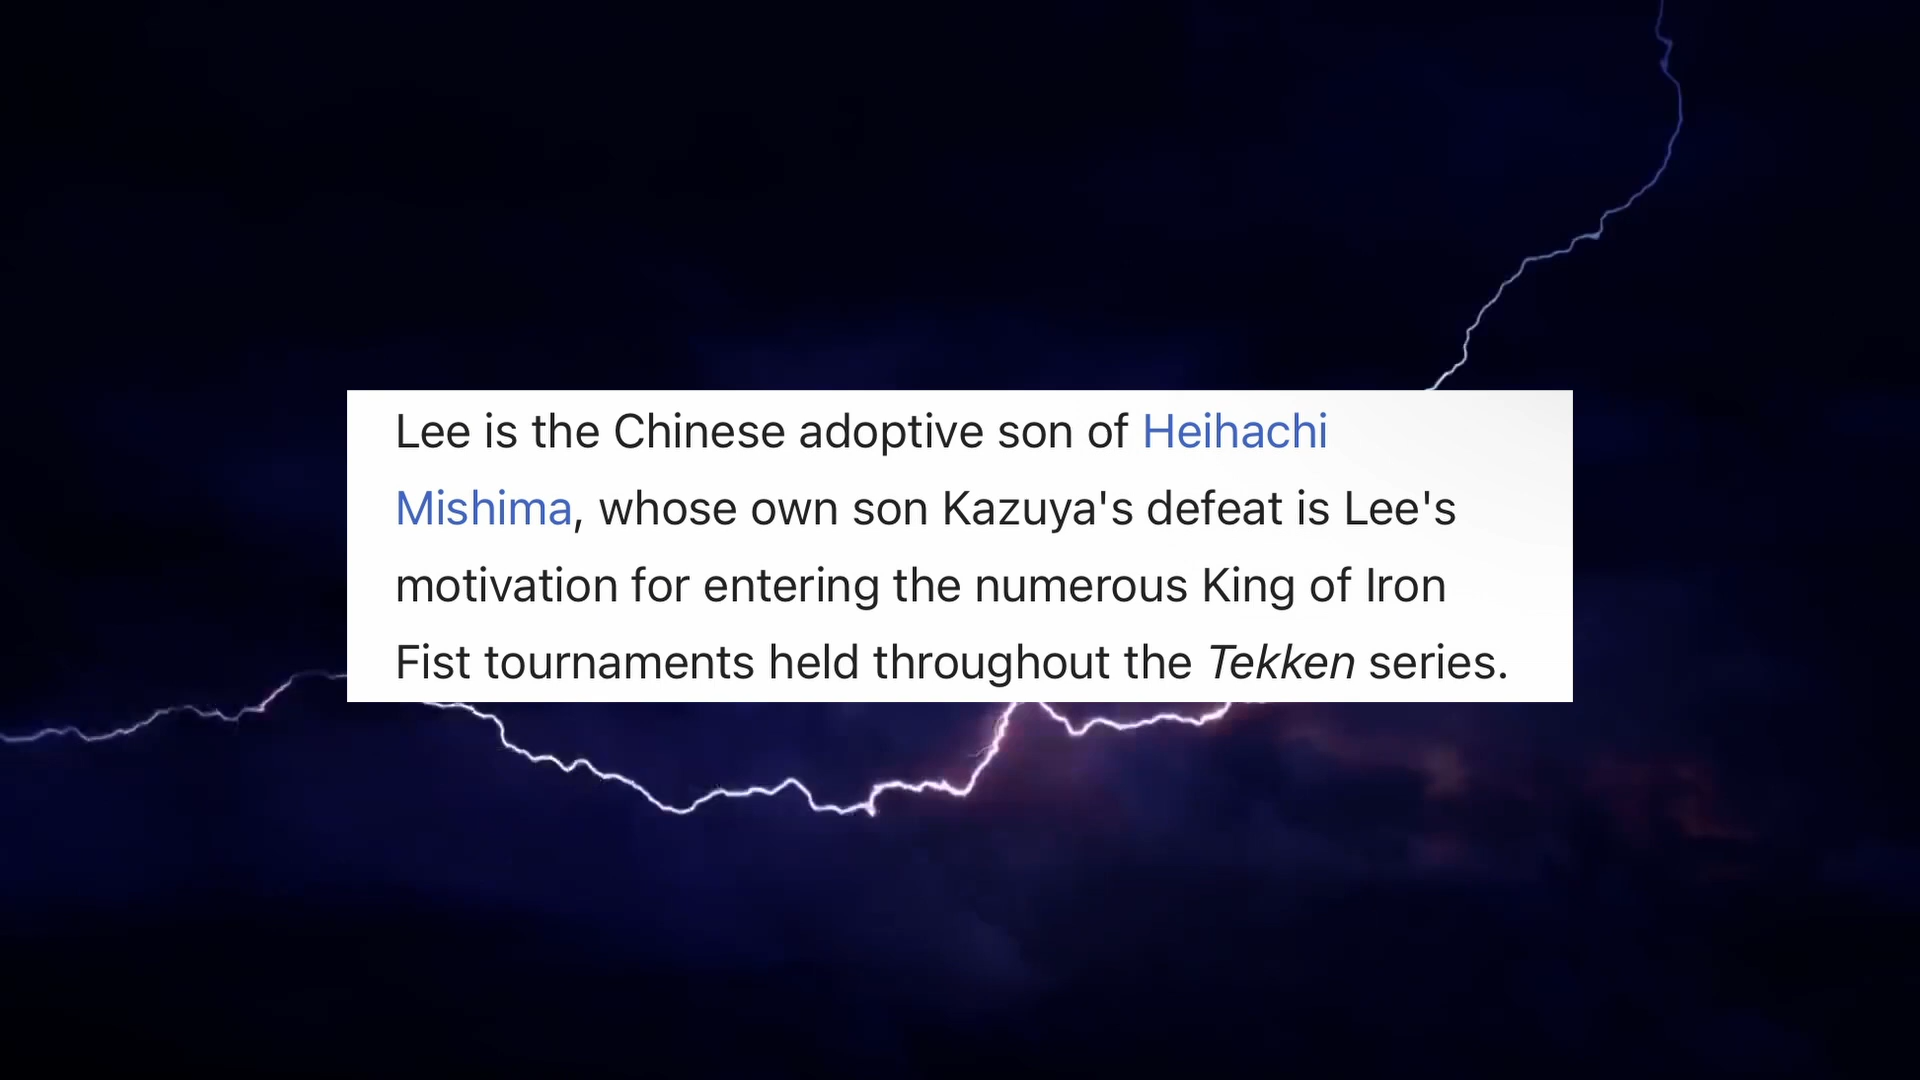 Lee is the Chinese adoptive son of Heihachi
Mishima, whose own son Kazuya's defeat is Lee's
motivation for entering the numerous King of Iron
Fist tournaments held throughout the Tekken series.